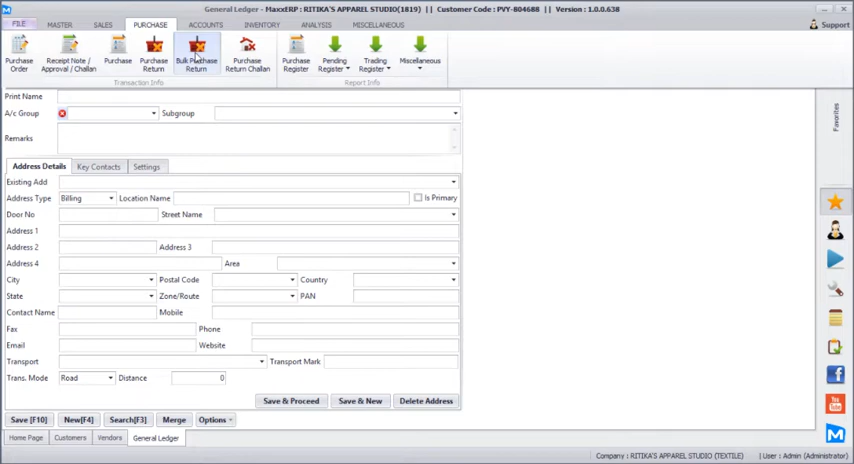 General Ledger - MaxxERP : RITIKA'S APPAREL STUDIO(1819) || Customer Code : PVY-804688 || Version : 1.0.0.638
FILE MASTER SALES PURCHASE ACCOUNTS INVENTORY ANALYSIS MISCELLANEOUS Support
Purchase Order
Receipt Note / Approval / Challan
Purchase
Purchase Return
Bulk Purchase Return
Purchase Return Challan
Purchase Register
Pending Register
Trading Register
Miscellaneous
Transaction Info
Report Info
Print Name
A/c Group Subgroup
Remarks
Address Details Key Contacts Settings
Existing Add
Address Type Billing Location Name Is Primary
Door No Street Name
Address 1
Address 2 Address 3
Address 4 Area
City Postal Code Country
State Zone/Route PAN
Contact Name Mobile
Fax Phone
Email Website
Transport Transport Mark
Trans. Mode Road Distance 0
Save & Proceed Save & New Delete Address
Save [F10] New[F4] Search[F3] Merge Options
Home Page Customers Vendors General Ledger
Favorites
You Tube
Company : RITIKA'S APPAREL STUDIO (TEXTILE) User : Admin (Administrator)